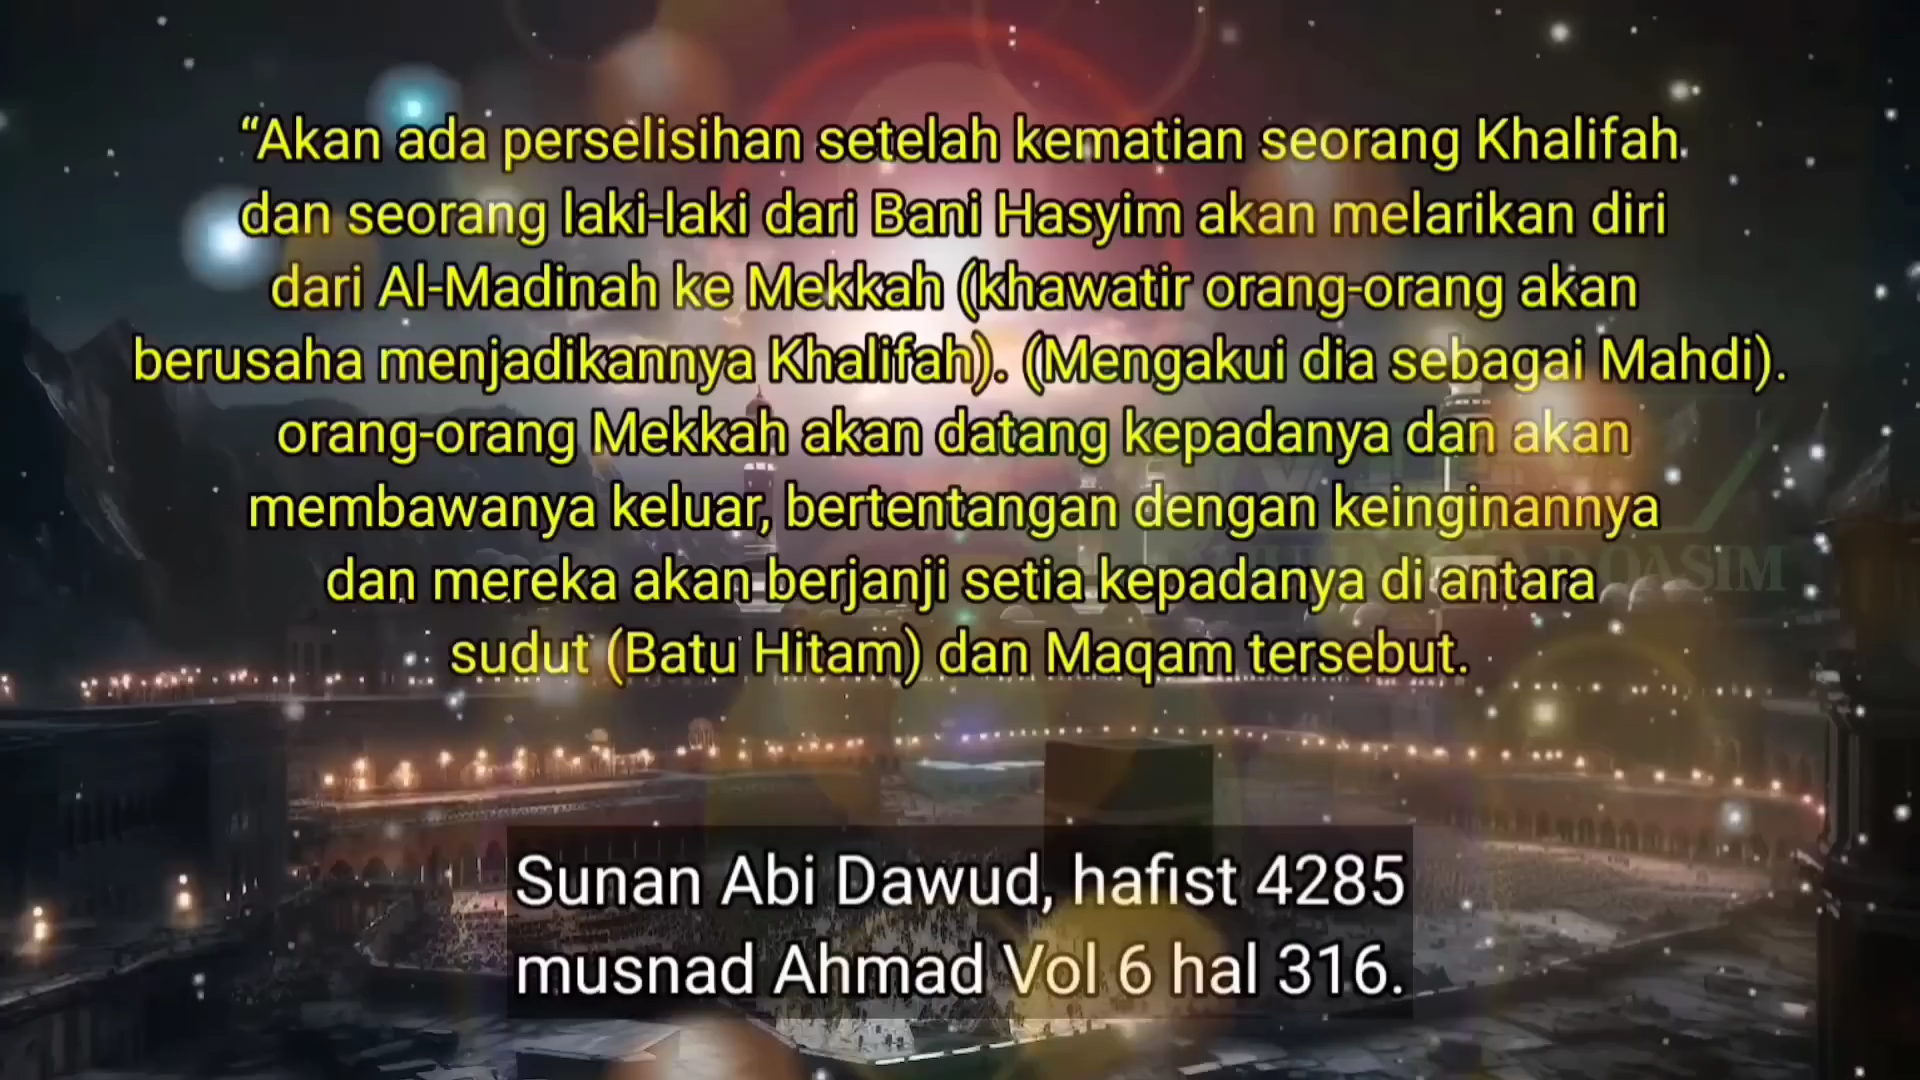 “Akan ada perselisihan setelah kematian seorang Khalifah
dan seorang laki-laki dari Bani Hasyim akan melarikan diri
dari Al-Madinah ke Mekkah (khawatir orang-orang akan
berusaha menjadikannya Khalifah). (Mengakui dia sebagai Mahdi).
orang-orang Mekkah akan datang kepadanya dan akan
membawanya keluar, bertentangan dengan keinginannya
dan mereka akan berjanji setia kepadanya di antara
sudut (Batu Hitam) dan Maqam tersebut.
QASIM
Sunan Abi Dawud, hafist 4285
musnad Ahmad Vol 6 hal 316.